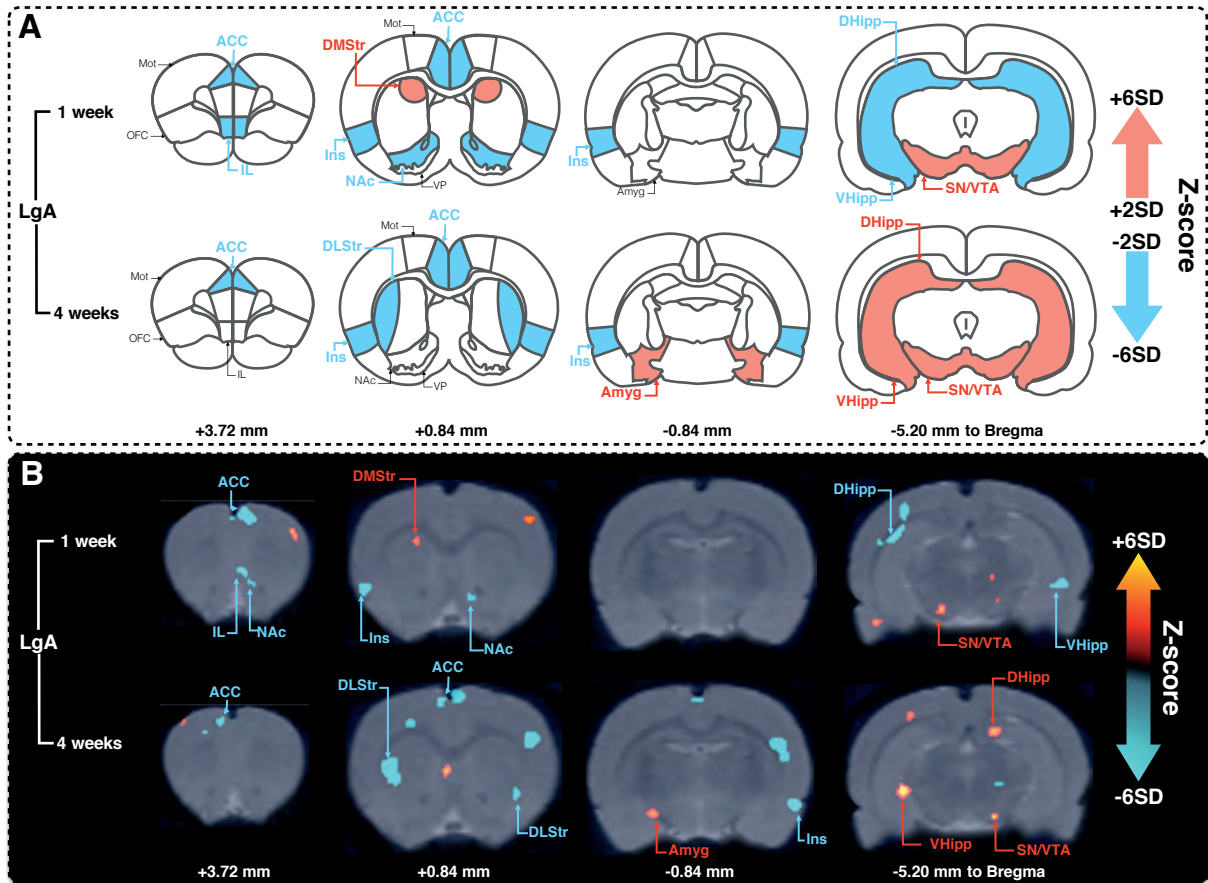 A
ACC
Mot
OFC
IL
1 week
LgA
4 weeks
ACC
Mot
DMStr
Ins
NAc
VP
Ins
Amyg
DHipp
VHipp
SN/VTA
+6SD
+2SD
-2SD
-6SD
Z-score
ACC
Mot
OFC
IL
ACC
Mot
DLStr
Ins
NAc
VP
Ins
Amyg
DHipp
VHipp
SN/VTA
+3.72 mm
+0.84 mm
-0.84 mm
-5.20 mm to Bregma
B
1 week
LgA
4 weeks
ACC
IL
NAc
DMStr
Ins
NAc
DHipp
SN/VTA
VHipp
+6SD
Z-score
-6SD
ACC
ACC
DLStr
DLStr
Amyg
Ins
DHipp
VHipp
SN/VTA
+3.72 mm
+0.84 mm
-0.84 mm
-5.20 mm to Bregma